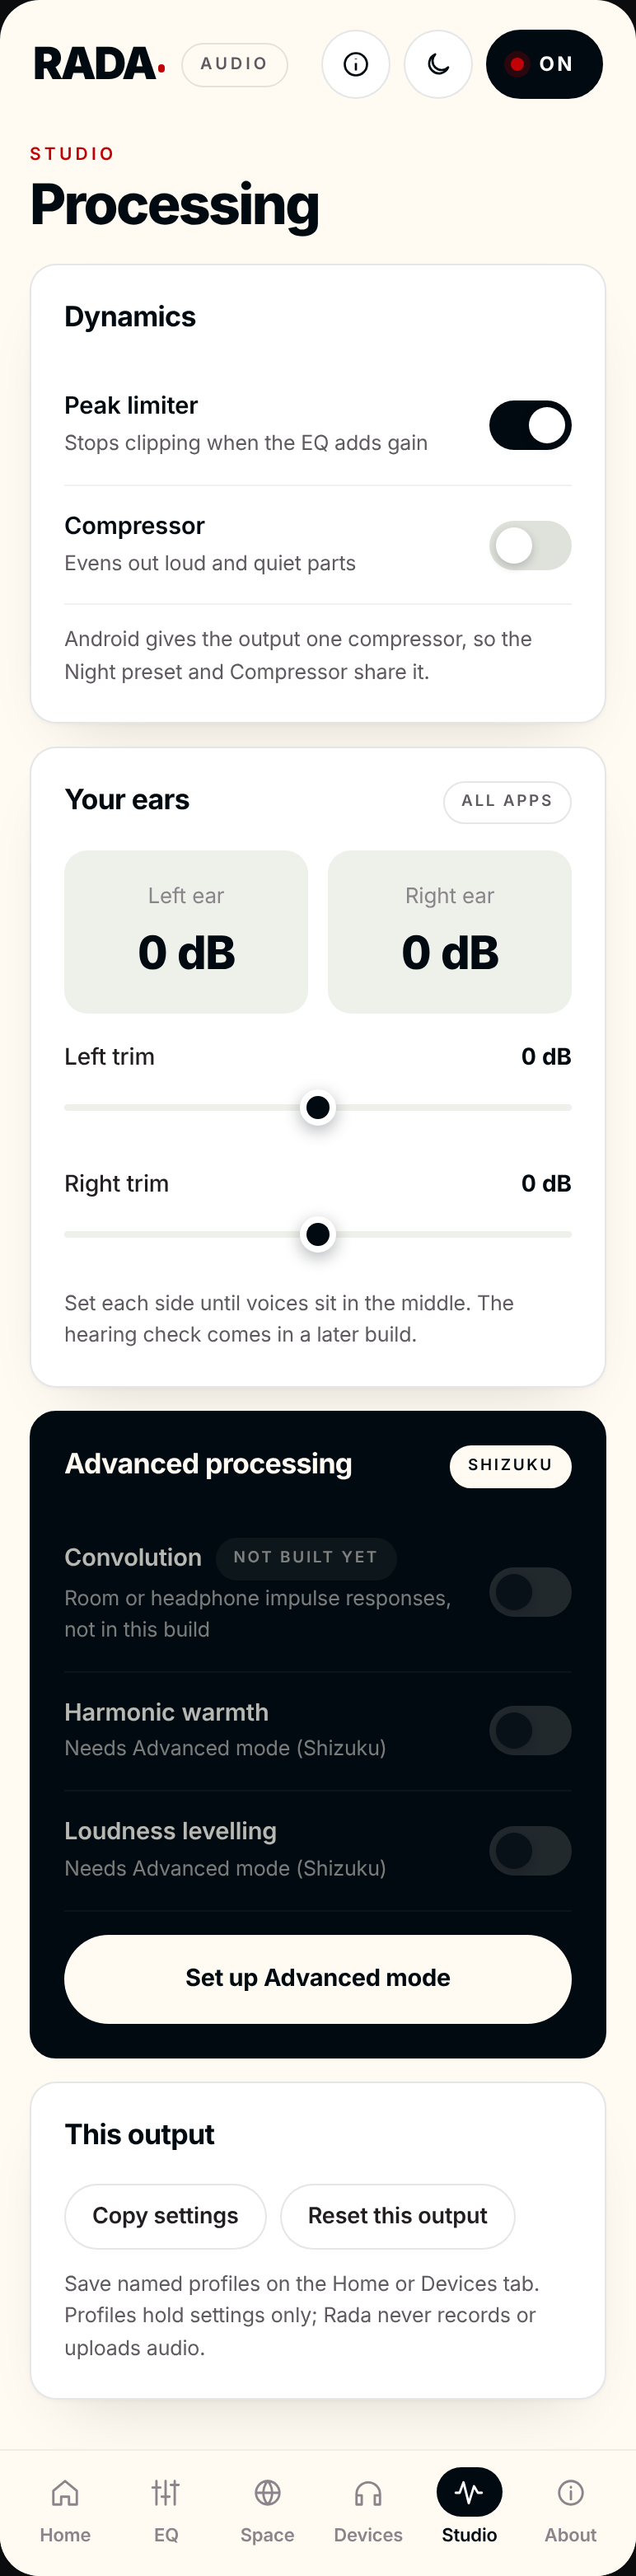 RADA.
AUDIO
ON
STUDIO
Processing
Dynamics
Peak limiter
Stops clipping when the EQ adds gain
Compressor
Evens out loud and quiet parts
Android gives the output one compressor, so the
Night preset and Compressor share it.
Your ears
ALL APPS
Left ear
0 dB
Right ear
0 dB
Left trim
0 dB
Right trim
0 dB
Set each side until voices sit in the middle. The
hearing check comes in a later build.
Advanced processing
SHIZUKU
Convolution
NOT BUILT YET
Room or headphone impulse responses,
not in this build
Harmonic warmth
Needs Advanced mode (Shizuku)
Loudness levelling
Needs Advanced mode (Shizuku)
Set up Advanced mode
This output
Copy settings
Reset this output
Save named profiles on the Home or Devices tab.
Profiles hold settings only; Rada never records or
uploads audio.
Home
EQ
Space
Devices
Studio
About